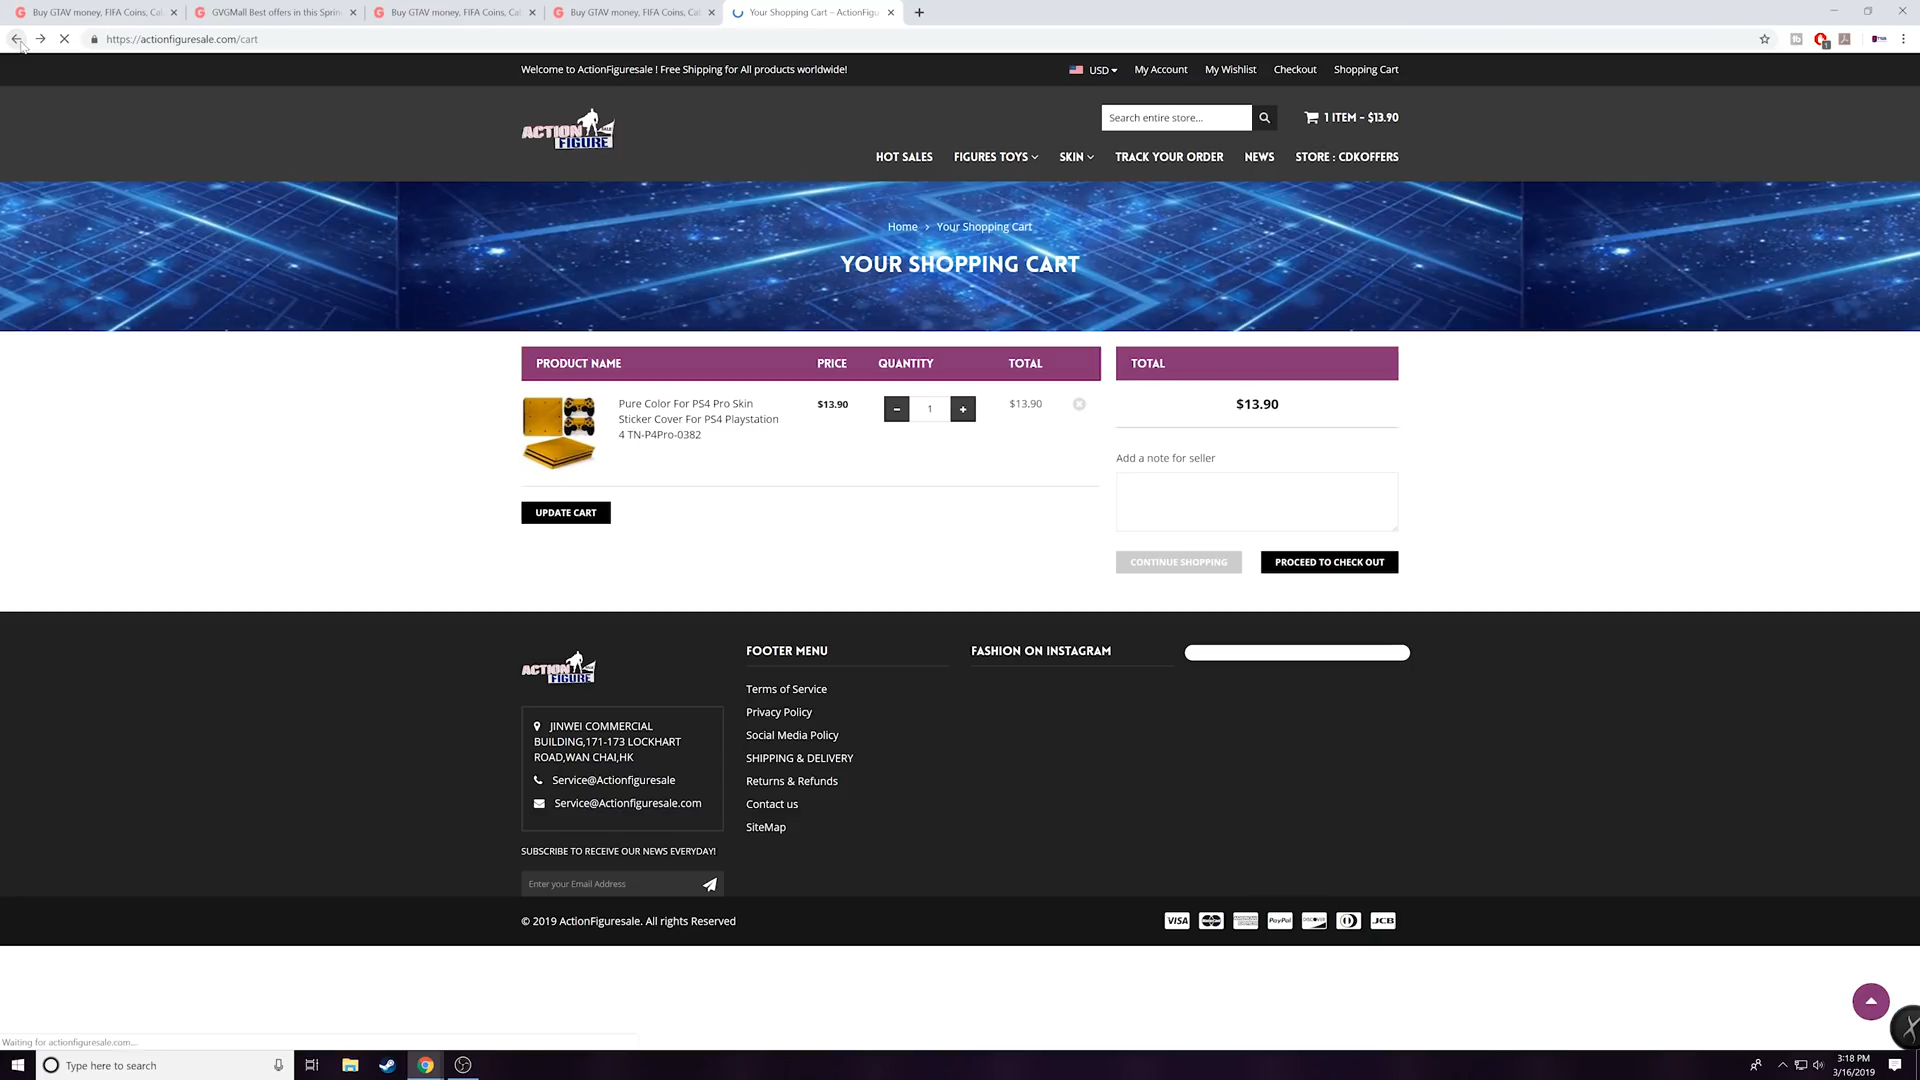 Buy GTAV money, FIFA Coins, Cal
GVGMall Best offers in this Sprin
Buy GTAV money, FIFA Coins, Cal
Buy GTAV money, FIFA Coins, Cal
Your Shopping Cart – ActionFigu
https://actionfiguresale.com/cart
Welcome to ActionFiguresale ! Free Shipping for All products worldwide!
USD
My Account
My Wishlist
Checkout
Shopping Cart
ACTION SALE
FIGURE
Search entire store...
1 ITEM - $13.90
HOT SALES
FIGURES TOYS
SKIN
TRACK YOUR ORDER
NEWS
STORE : CDKOFFERS
Home > Your Shopping Cart
YOUR SHOPPING CART
PRODUCT NAME
PRICE
QUANTITY
TOTAL
TOTAL
Pure Color For PS4 Pro Skin
Sticker Cover For PS4 Playstation
4 TN-P4Pro-0382
$13.90
- 1 +
$13.90
$13.90
Add a note for seller
UPDATE CART
CONTINUE SHOPPING
PROCEED TO CHECK OUT
ACTION
FIGURE
JINWEI COMMERCIAL
BUILDING,171-173 LOCKHART
ROAD,WAN CHAI,HK
Service@Actionfiguresale
Service@Actionfiguresale.com
SUBSCRIBE TO RECEIVE OUR NEWS EVERYDAY!
Enter your Email Address
FOOTER MENU
Terms of Service
Privacy Policy
Social Media Policy
SHIPPING & DELIVERY
Returns & Refunds
Contact us
SiteMap
FASHION ON INSTAGRAM
© 2019 ActionFiguresale. All rights Reserved
VISA
AMERICAN EXPRESS
PayPal
DISCOVER
JCB
Waiting for actionfiguresale.com...
Type here to search
3:18 PM
3/16/2019